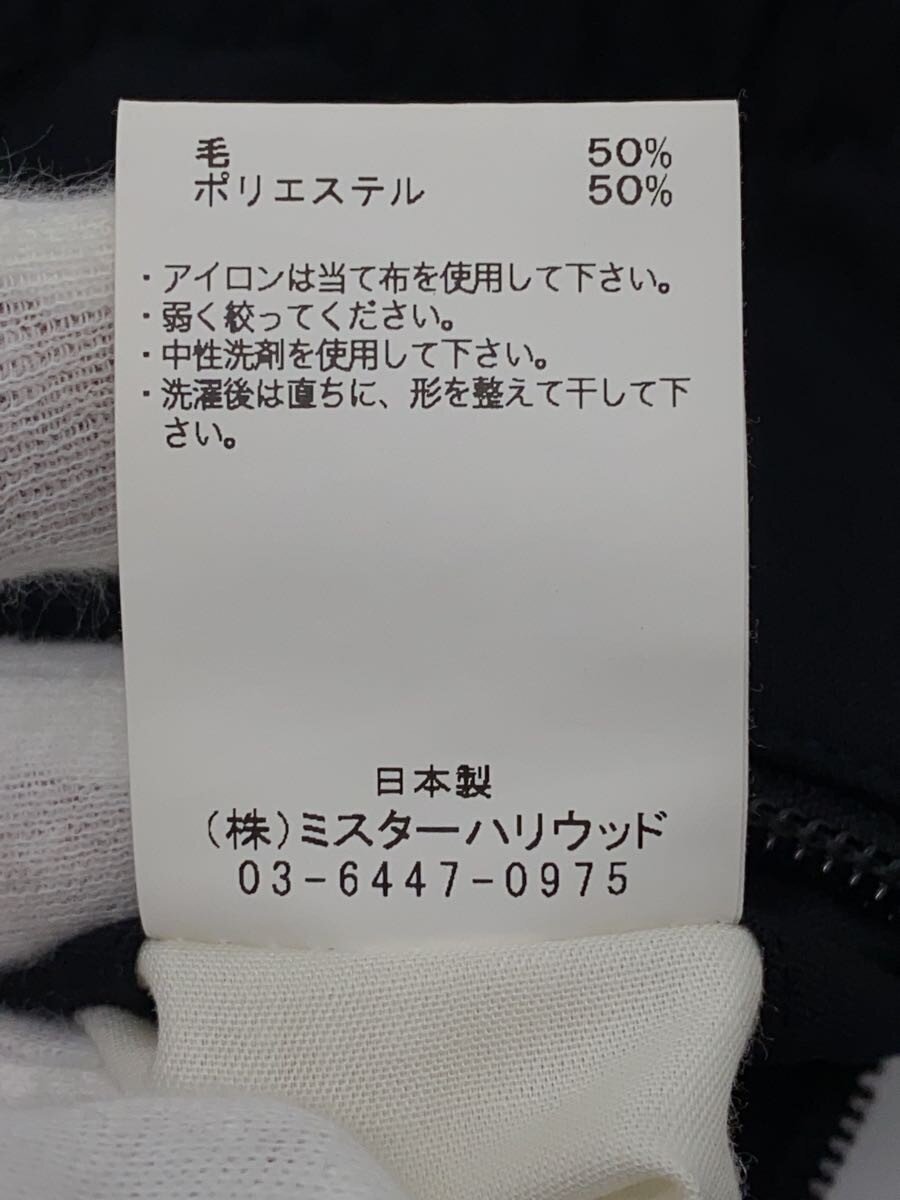 毛 50%
ポリエステル 50%
・アイロンは当て布を使用して下さい。
・弱く絞ってください。
・中性洗剤を使用して下さい。
・洗濯後は直ちに、形を整えて干して下
さい。
日本製
(株)ミスターハリウッド
03-6447-0975